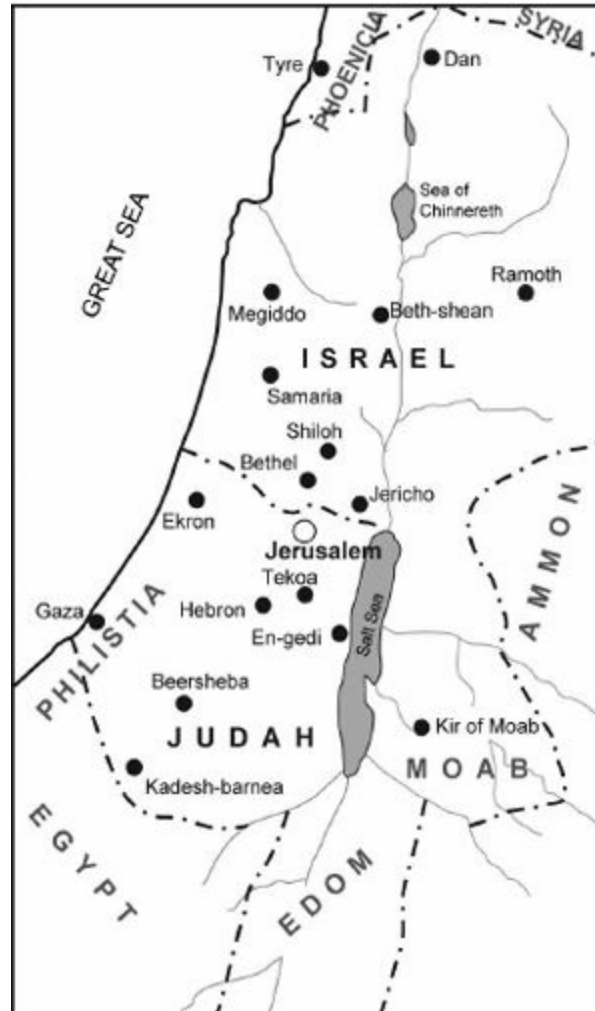 SYRIA
PHOENICIA
Tyre
Dan
Sea of
Chinnereth
GREAT SEA
Ramoth
Megiddo
Beth-shean
ISRAEL
Samaria
Shiloh
Bethel
Jericho
Ekron
Jerusalem
AMMON
Tekoa
Gaza
Hebron
PHILISTIA
En-gedi
Salt Sea
Beersheba
JUDAH
Kir of Moab
MOAB
Kadesh-barnea
EGYPT
EDOM